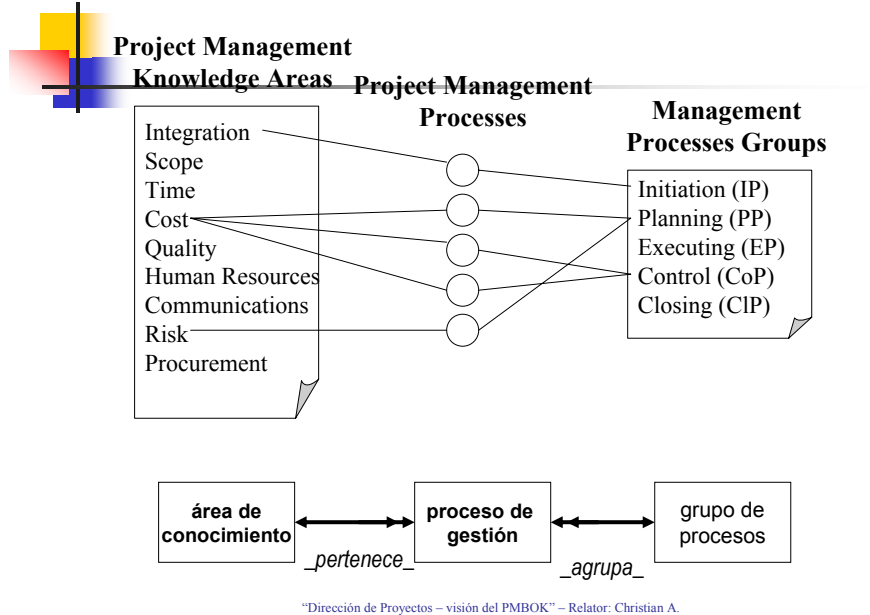 Project Management
Knowledge Areas
Project Management
Processes
Management
Processes Groups
Integration
Scope
Time
Cost
Quality
Human Resources
Communications
Risk
Procurement
Initiation (IP)
Planning (PP)
Executing (EP)
Control (CoP)
Closing (ClP)
área de
conocimiento
_pertenece_
proceso de
gestión
_agrupa_
grupo de
procesos
“Dirección de Proyectos – visión del PMBOK” – Relator: Christian A.